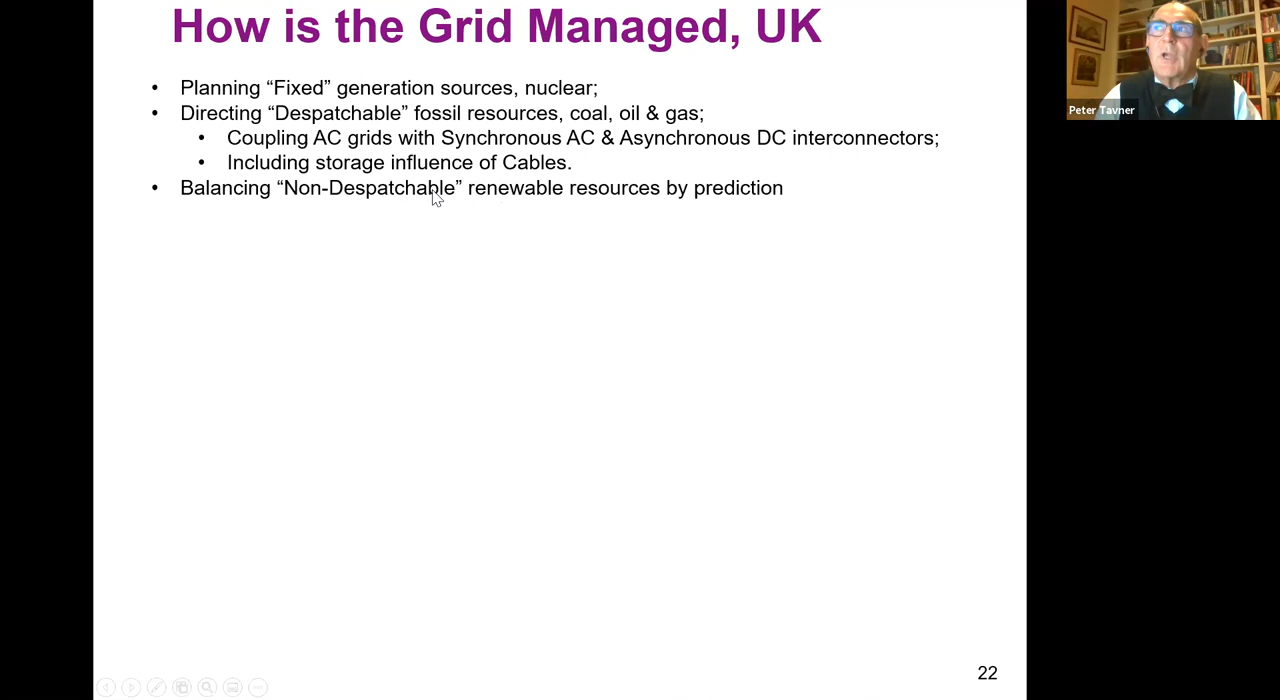 How is the Grid Managed, UK
• Planning “Fixed” generation sources, nuclear;
• Directing “Despatchable” fossil resources, coal, oil & gas;
• Coupling AC grids with Synchronous AC & Asynchronous DC interconnectors;
• Including storage influence of Cables.
• Balancing “Non-Despatchable” renewable resources by prediction
22
Peter Tavner